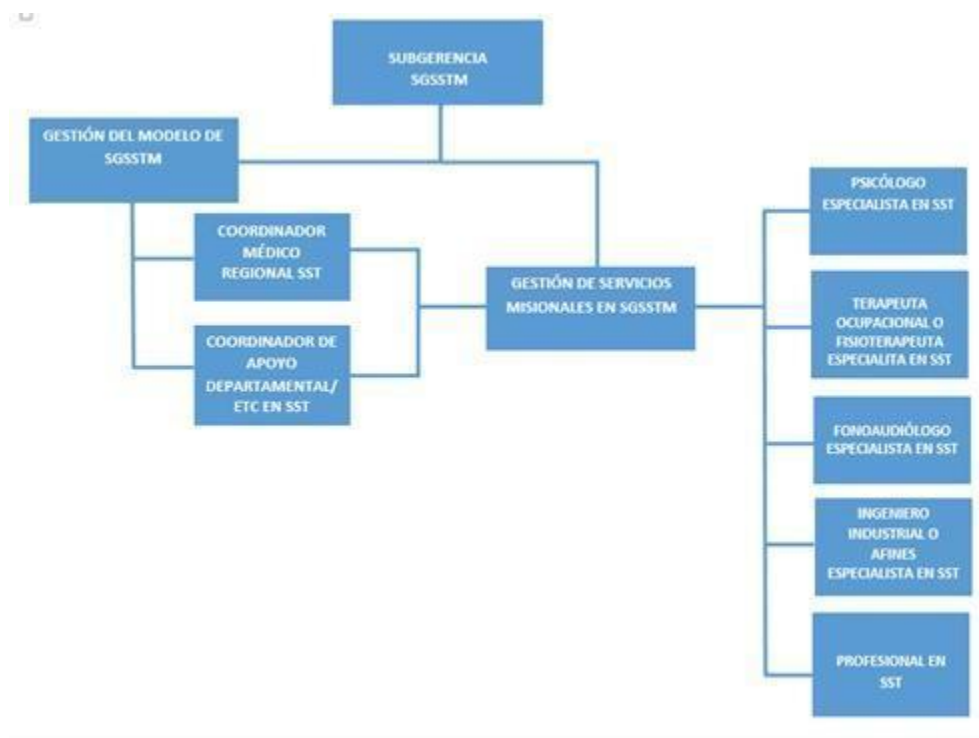 SUBGERENCIA
SGSSTM
GESTIÓN DEL MODELO DE
SGSSTM
COORDINADOR
MÉDICO
REGIONAL SST
COORDINADOR DE
APOYO
DEPARTAMENTAL/
ETC EN SST
GESTIÓN DE SERVICIOS
MISIONALES EN SGSSTM
PSICÓLOGO
ESPECIALISTA EN SST
TERAPEUTA
OCUPACIONAL O
FISIOTERAPEUTA
ESPECIALITA EN SST
FONOAUDIÓLOGO
ESPECIALISTA EN SST
INGENIERO
INDUSTRIAL O
AFINES
ESPECIALISTA EN SST
PROFESIONAL EN
SST